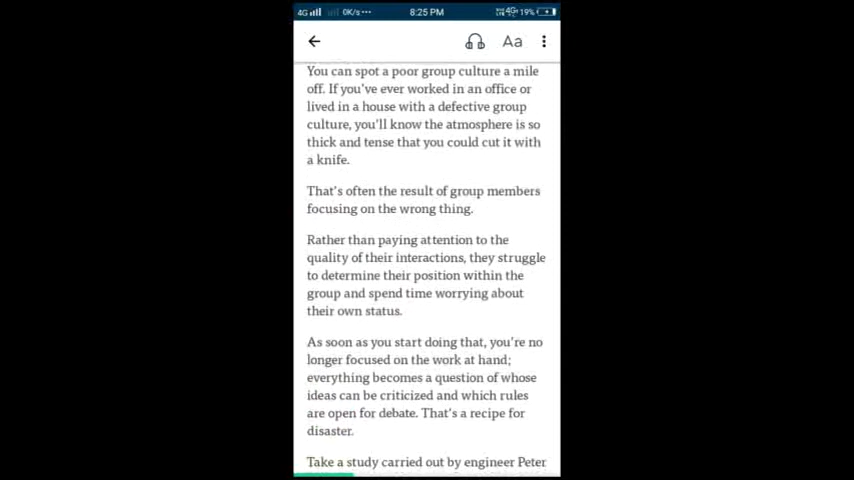 4G 0K/s ••• 8:25 PM 4G 19%
Aa
You can spot a poor group culture a mile
off. If you've ever worked in an office or
lived in a house with a defective group
culture, you'll know the atmosphere is so
thick and tense that you could cut it with
a knife.
That's often the result of group members
focusing on the wrong thing.
Rather than paying attention to the
quality of their interactions, they struggle
to determine their position within the
group and spend time worrying about
their own status.
As soon as you start doing that, you're no
longer focused on the work at hand;
everything becomes a question of whose
ideas can be criticized and which rules
are open for debate. That's a recipe for
disaster.
Take a study carried out by engineer Peter